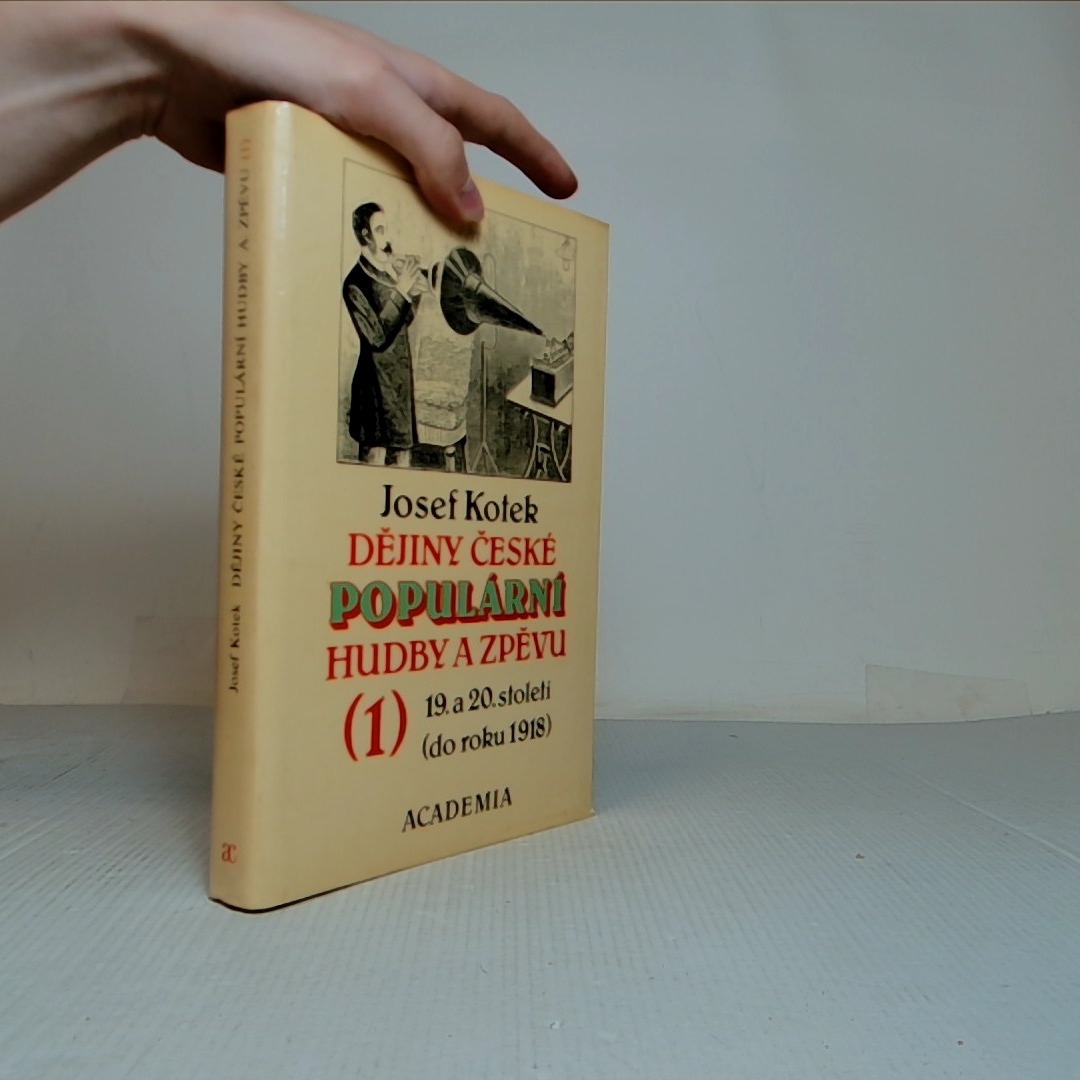 Josef Kotek DĚJINY ČESKÉ POPULÁRNÍ HUDBY A ZPĚVU (1)
ac
Josef Kotek
DĚJINY ČESKÉ
POPULÁRNÍ
HUDBY A ZPĚVU
(1)
19. a 20. století
(do roku 1918)
ACADEMIA